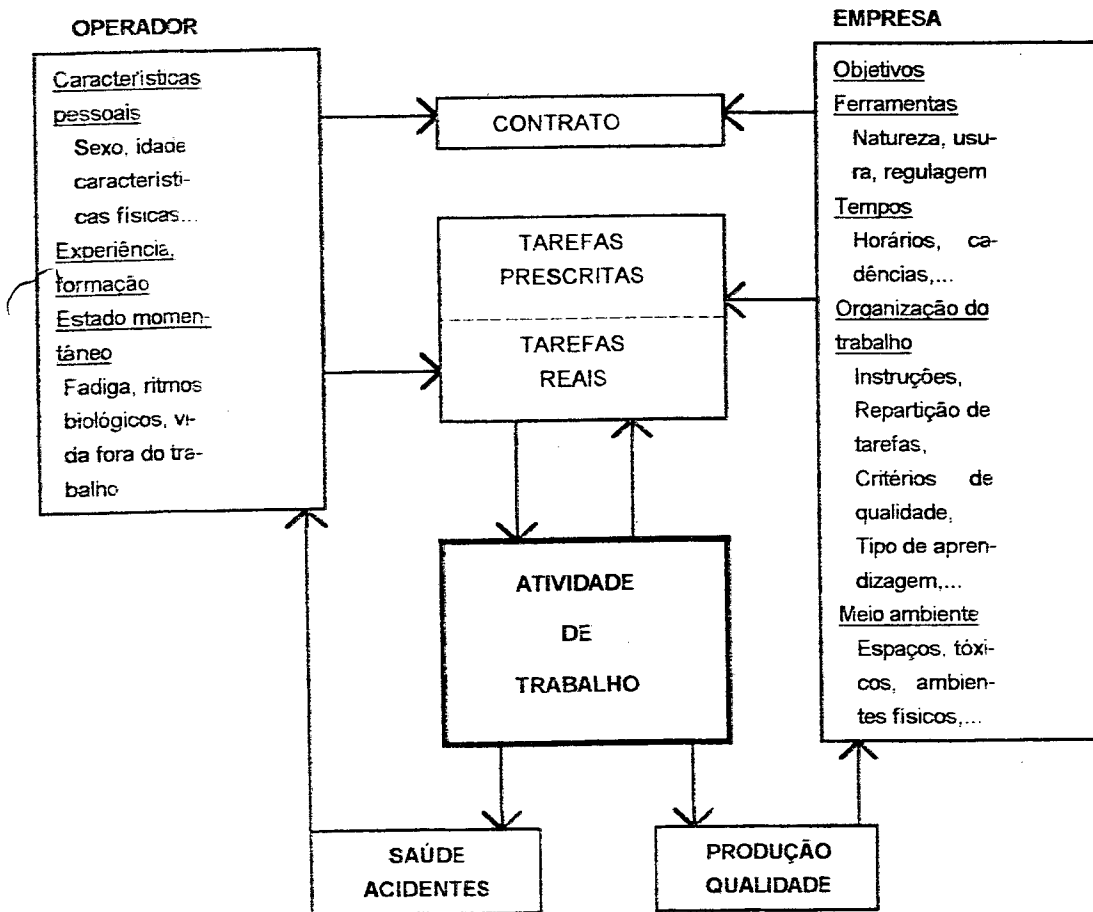 OPERADOR
Características
pessoais
Sexo, idade
característi-
cas físicas...
Experiência,
formação
Estado momen-
tâneo
Fadiga, ritmos
biológicos, vi-
da fora do tra-
balho
CONTRATO
TAREFAS
PRESCRITAS
TAREFAS
REAIS
ATIVIDADE
DE
TRABALHO
SAÚDE
ACIDENTES
PRODUÇÃO
QUALIDADE
EMPRESA
Objetivos
Ferramentas
Natureza, usu-
ra, regulagem
Tempos
Horários, ca-
dências,...
Organização do
trabalho
Instruções,
Repartição de
tarefas,
Critérios de
qualidade,
Tipo de apren-
dizagem,...
Meio ambiente
Espaços, tóxi-
cos, ambien-
tes físicos,...